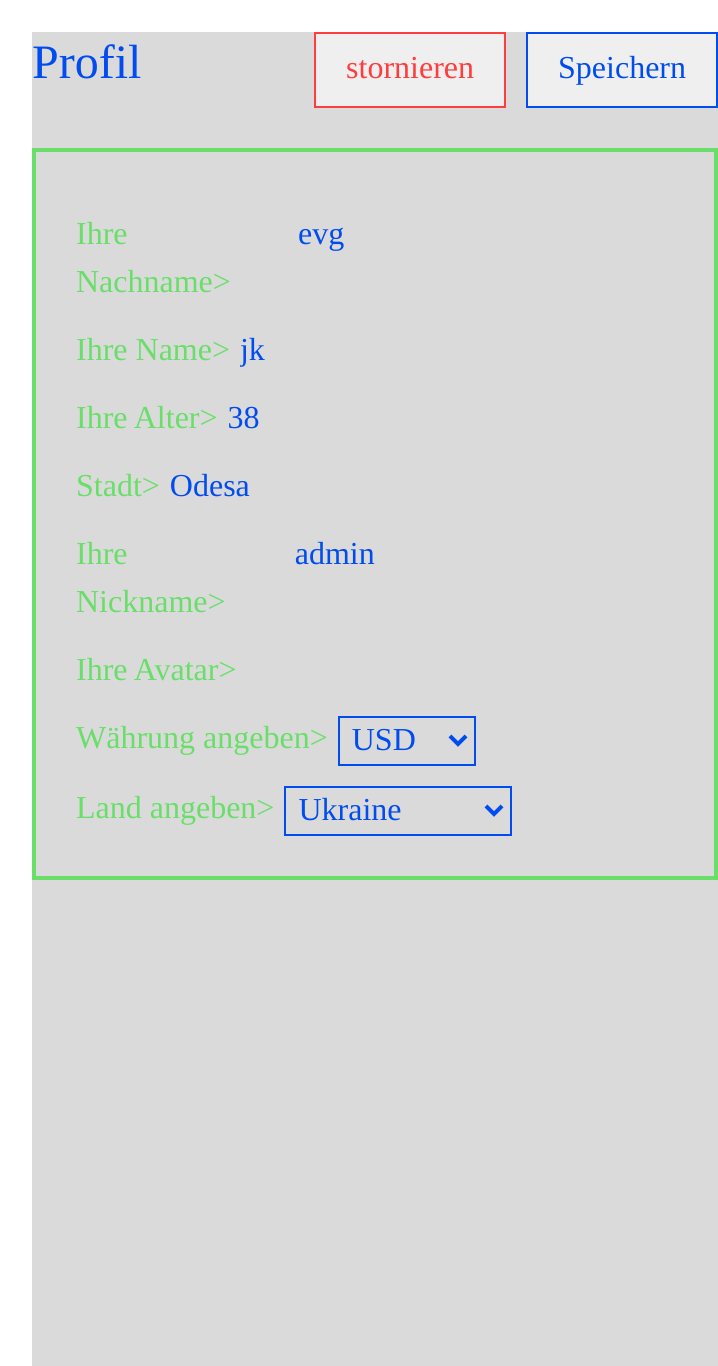 Profil stornieren Speichern
Ihre evg
Nachname>
Ihre Name> jk
Ihre Alter> 38
Stadt> Odesa
Ihre admin
Nickname>
Ihre Avatar>
Währung angeben> USD
Land angeben> Ukraine